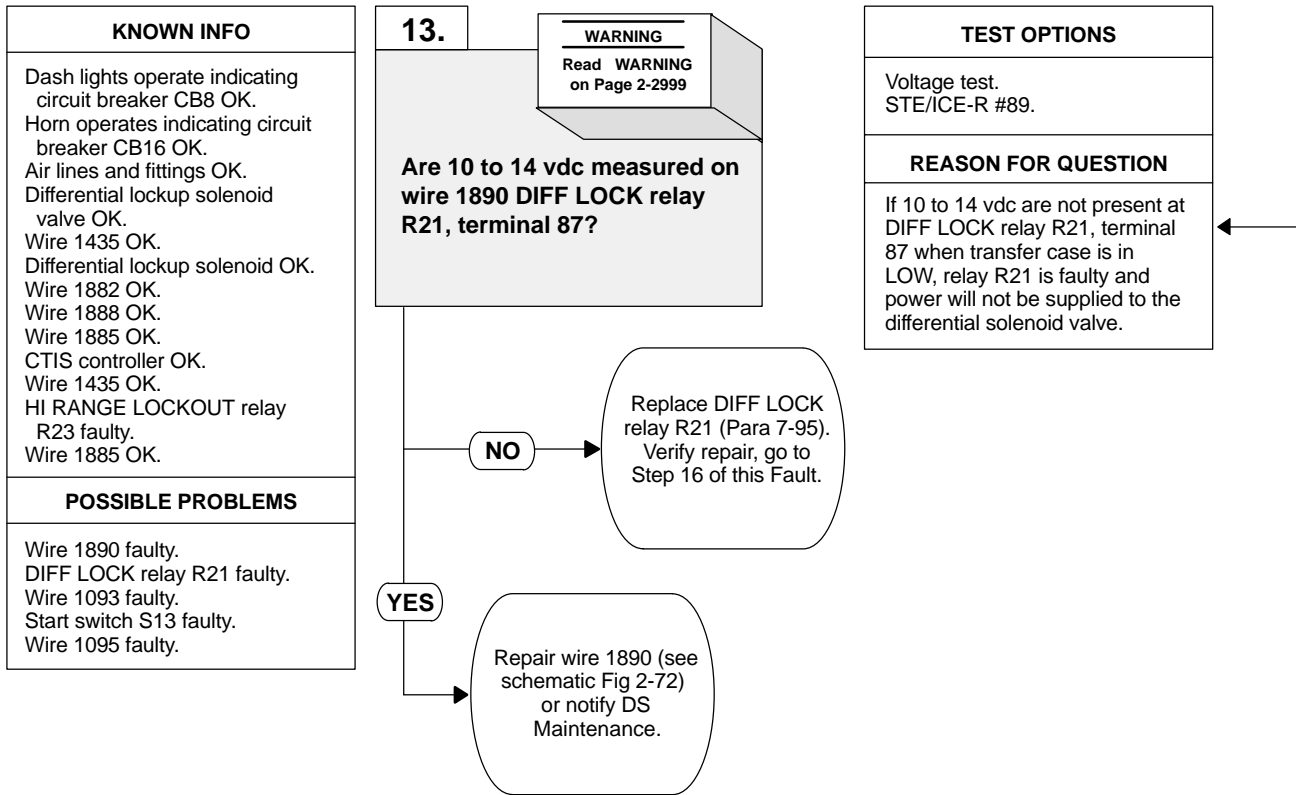 KNOWN INFO
Dash lights operate indicating
circuit breaker CB8 OK.
Horn operates indicating circuit
breaker CB16 OK.
Air lines and fittings OK.
Differential lockup solenoid
valve OK.
Wire 1435 OK.
Differential lockup solenoid OK.
Wire 1882 OK.
Wire 1888 OK.
Wire 1885 OK.
CTIS controller OK.
Wire 1435 OK.
HI RANGE LOCKOUT relay
R23 faulty.
Wire 1885 OK.
POSSIBLE PROBLEMS
Wire 1890 faulty.
DIFF LOCK relay R21 faulty.
Wire 1093 faulty.
Start switch S13 faulty.
Wire 1095 faulty.
13.
WARNING
Read WARNING
on Page 2-2999
Are 10 to 14 vdc measured on
wire 1890 DIFF LOCK relay
R21, terminal 87?
NO
Replace DIFF LOCK
relay R21 (Para 7-95).
Verify repair, go to
Step 16 of this Fault.
YES
Repair wire 1890 (see
schematic Fig 2-72)
or notify DS
Maintenance.
TEST OPTIONS
Voltage test.
STE/ICE-R #89.
REASON FOR QUESTION
If 10 to 14 vdc are not present at
DIFF LOCK relay R21, terminal
87 when transfer case is in
LOW, relay R21 is faulty and
power will not be supplied to the
differential solenoid valve.